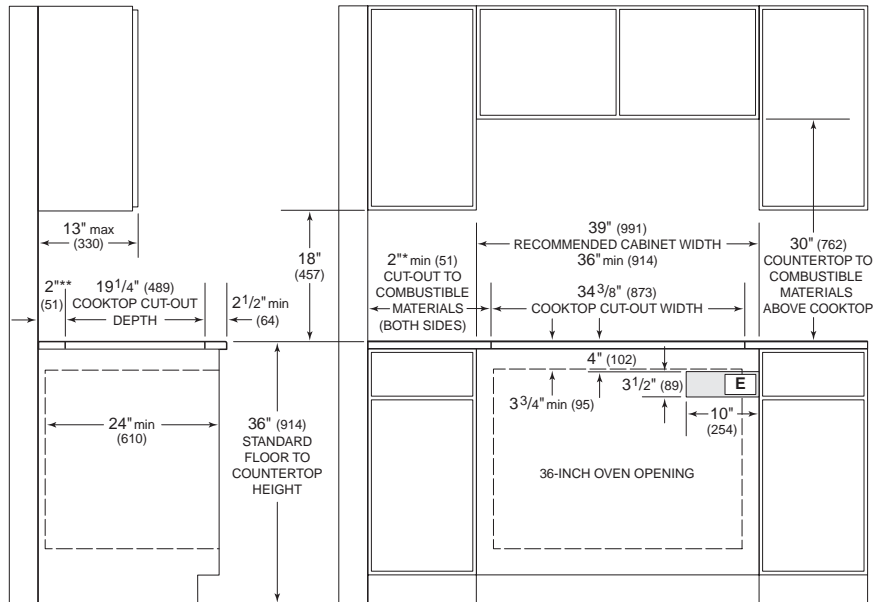 13" max
(330)
2"**
(51)
19 1/4" (489)
COOKTOP CUT-OUT
DEPTH
2 1/2" min
(64)
18"
(457)
24" min
(610)
36" (914)
STANDARD
FLOOR TO
COUNTERTOP
HEIGHT
39" (991)
RECOMMENDED CABINET WIDTH
36" min (914)
2"* min (51)
CUT-OUT TO
COMBUSTIBLE
MATERIALS
(BOTH SIDES)
34 3/8" (873)
COOKTOP CUT-OUT WIDTH
30" (762)
COUNTERTOP TO
COMBUSTIBLE
MATERIALS
ABOVE COOKTOP
4" (102)
3 1/2" (89)
E
3 3/4" min (95)
10"
(254)
36-INCH OVEN OPENING